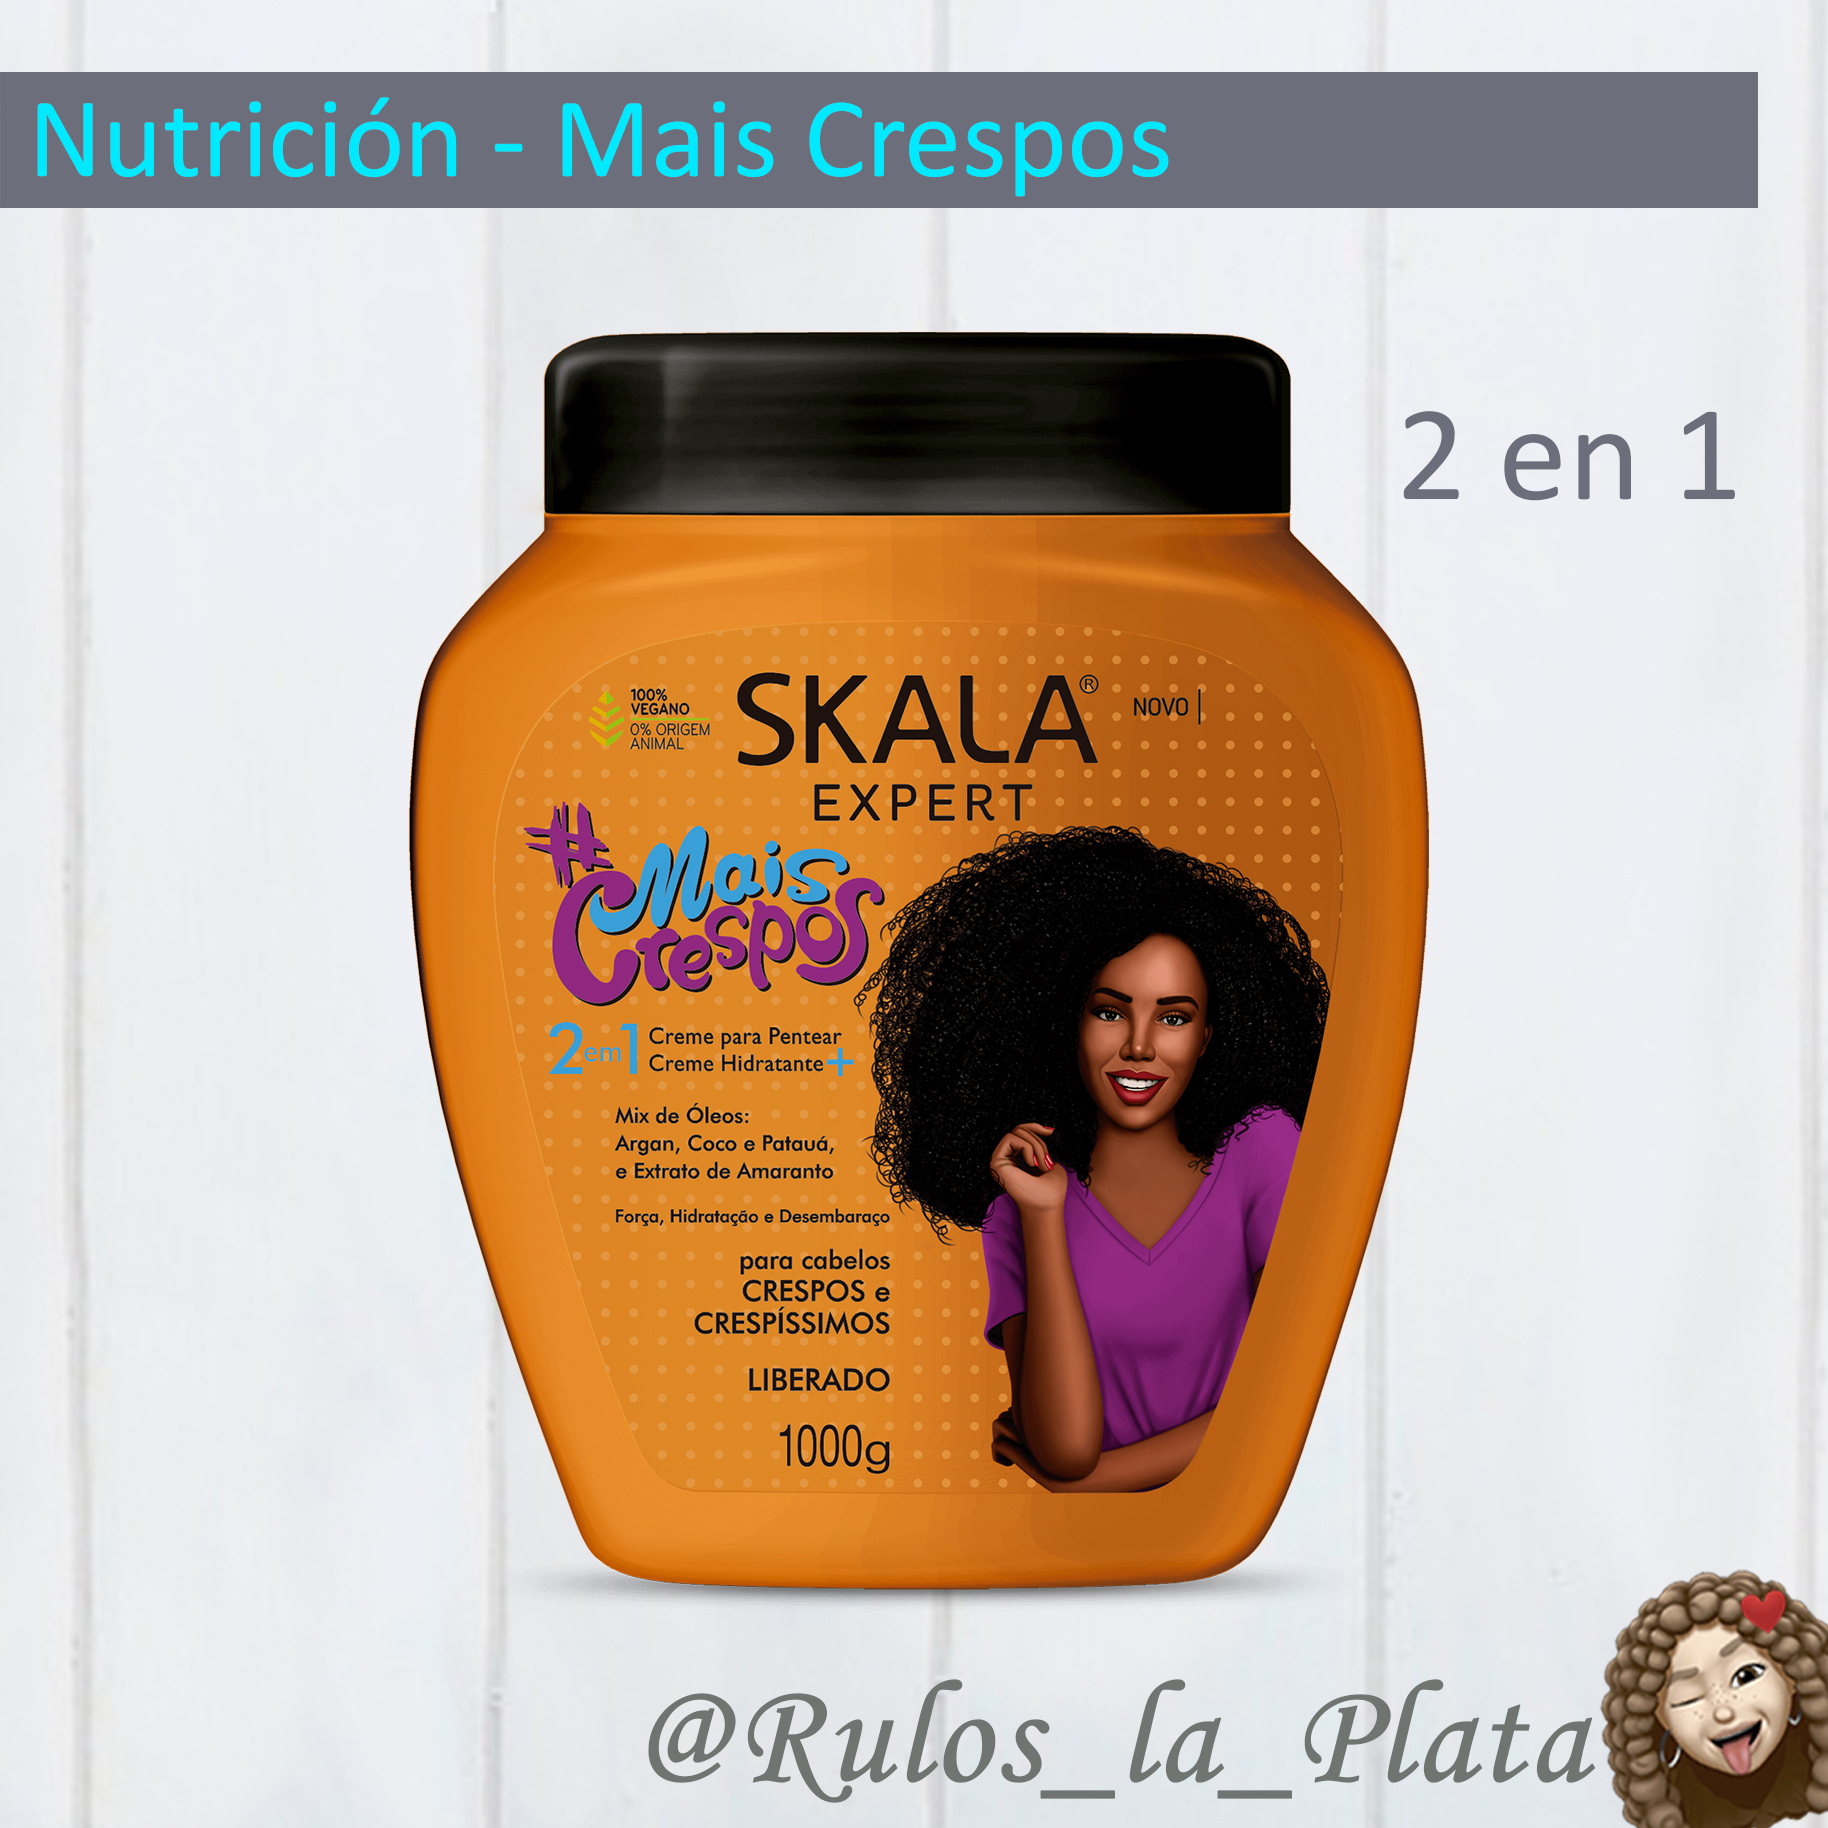 Nutrición - Mais Crespos
2 en 1
100%
VEGANO
0% ORIGEM
ANIMAL
SKALA®
NOVO
EXPERT
#Mais
Crespos
2em1 Creme para Pentear
Creme Hidratante+
Mix de Óleos:
Argan, Coco e Patauá,
e Extrato de Amaranto
Força, Hidratação e Desembaraço
para cabelos
CRESPOS e
CRESPÍSSIMOS
LIBERADO
1000g
@Rulos_la_Plata